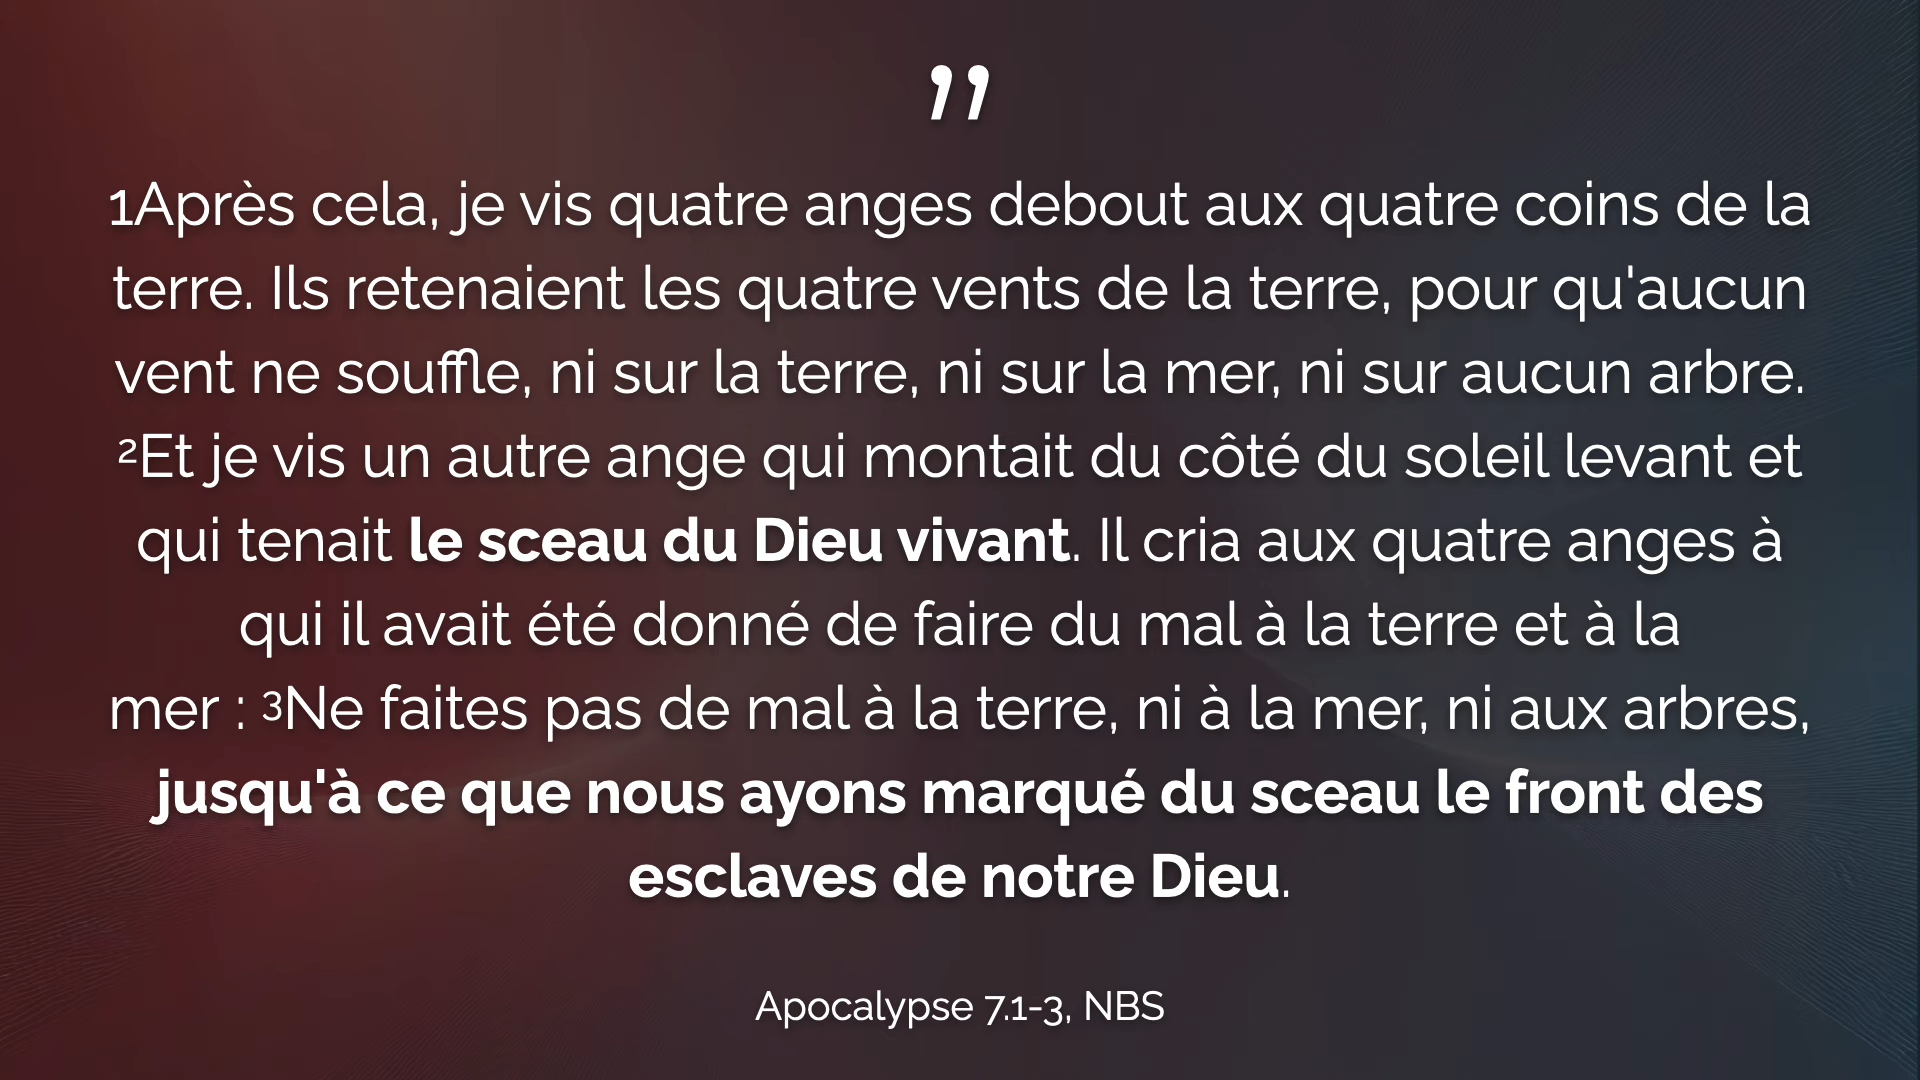 ”
1Après cela, je vis quatre anges debout aux quatre coins de la
terre. Ils retenaient les quatre vents de la terre, pour qu'aucun
vent ne souffle, ni sur la terre, ni sur la mer, ni sur aucun arbre.
²Et je vis un autre ange qui montait du côté du soleil levant et
qui tenait le sceau du Dieu vivant. Il cria aux quatre anges à
qui il avait été donné de faire du mal à la terre et à la
mer : ³Ne faites pas de mal à la terre, ni à la mer, ni aux arbres,
jusqu'à ce que nous ayons marqué du sceau le front des
esclaves de notre Dieu.
Apocalypse 7.1-3, NBS